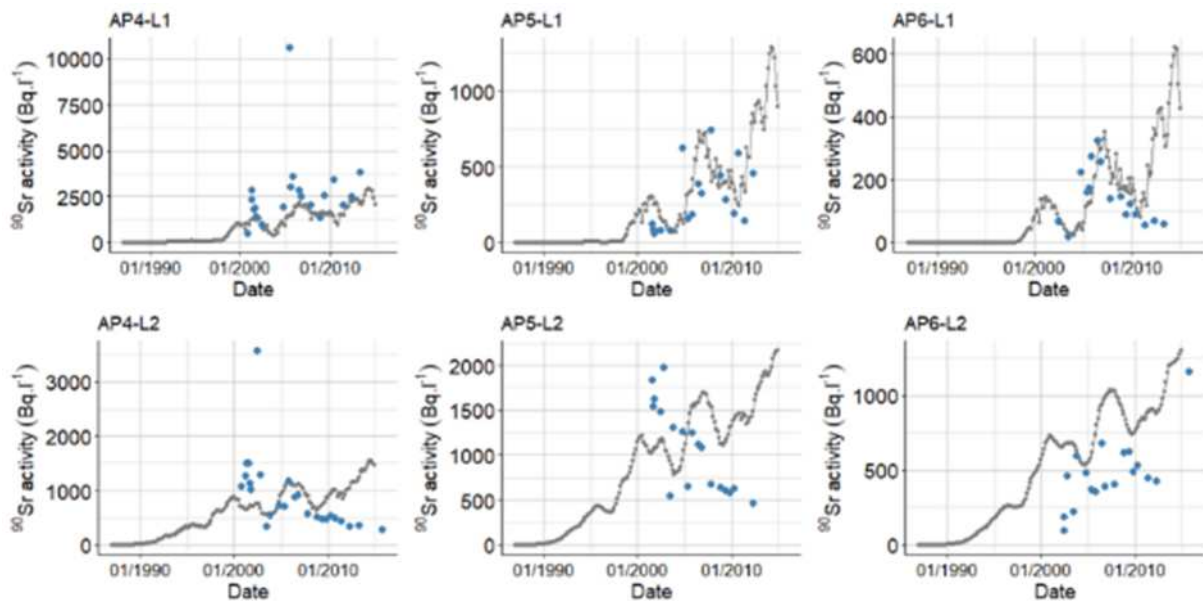 AP4-L1
10000
7500
5000
2500
0
⁹⁰Sr activity (Bq.l⁻¹)
01/1990 01/2000 01/2010
Date
AP5-L1
1000
500
0
⁹⁰Sr activity (Bq.l⁻¹)
01/1990 01/2000 01/2010
Date
AP6-L1
600
400
200
0
⁹⁰Sr activity (Bq.l⁻¹)
01/1990 01/2000 01/2010
Date
AP4-L2
3000
2000
1000
0
⁹⁰Sr activity (Bq.l⁻¹)
01/1990 01/2000 01/2010
Date
AP5-L2
2000
1500
1000
500
0
⁹⁰Sr activity (Bq.l⁻¹)
01/1990 01/2000 01/2010
Date
AP6-L2
1000
500
0
⁹⁰Sr activity (Bq.l⁻¹)
01/1990 01/2000 01/2010
Date